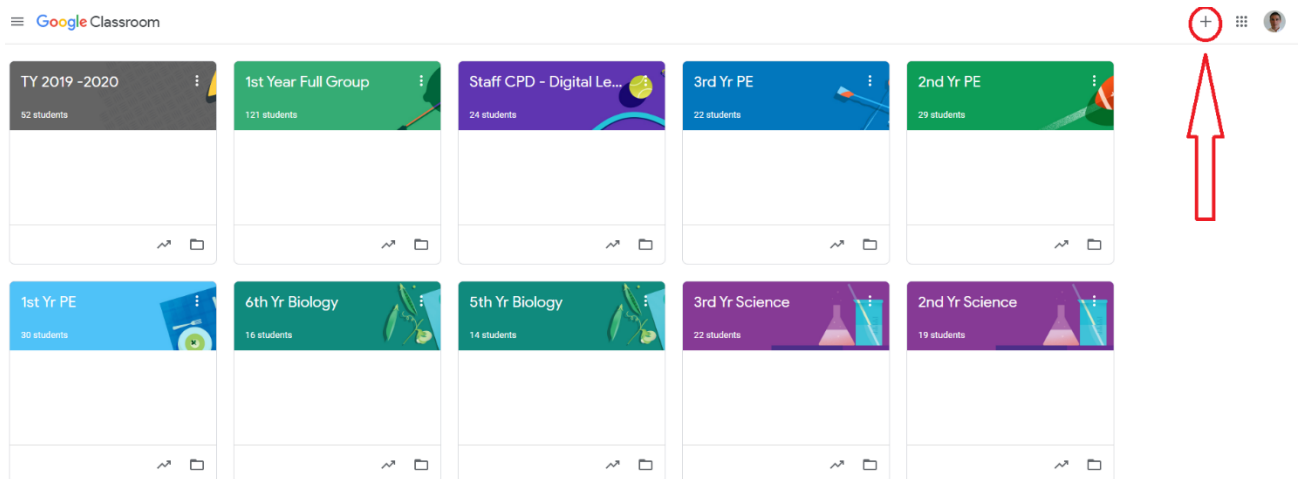 Google Classroom
TY 2019 -2020
52 students
1st Year Full Group
121 students
Staff CPD - Digital Le...
24 students
3rd Yr PE
22 students
2nd Yr PE
29 students
1st Yr PE
30 students
6th Yr Biology
16 students
5th Yr Biology
14 students
3rd Yr Science
22 students
2nd Yr Science
19 students